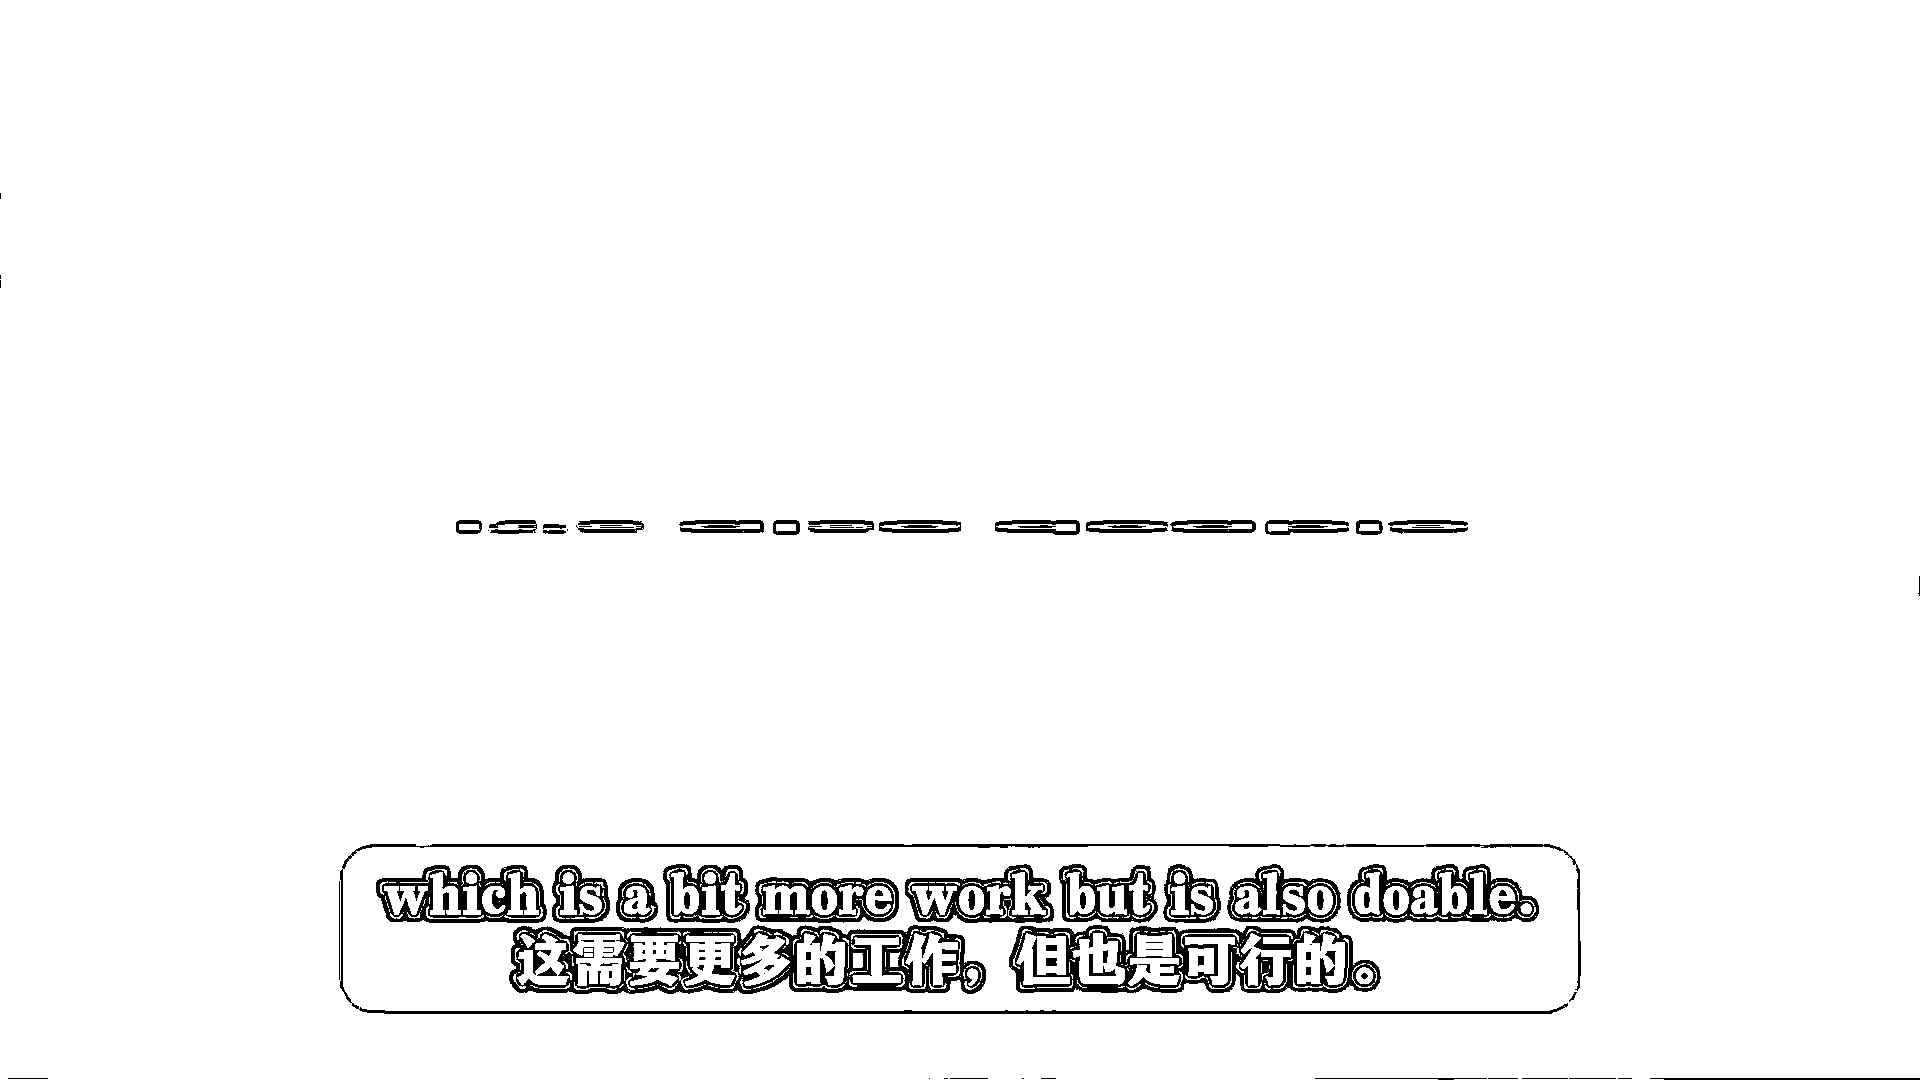 which is a bit more work but is also doable.
这需要更多的工作，但也是可行的。